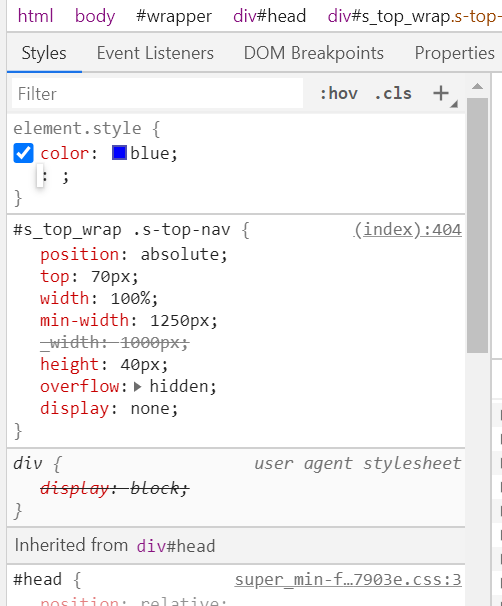 html body #wrapper div#head div#s_top_wrap.s-top-
Styles Event Listeners DOM Breakpoints Properties
Filter :hov .cls +
element.style {
color: blue;
: ;
}
#s_top_wrap .s-top-nav { (index):404
position: absolute;
top: 70px;
width: 100%;
min-width: 1250px;
_width: 1000px;
height: 40px;
overflow: hidden;
display: none;
}
div { user agent stylesheet
display: block;
}
Inherited from div#head
#head { super_min-f…7903e.css:3
position: relative;